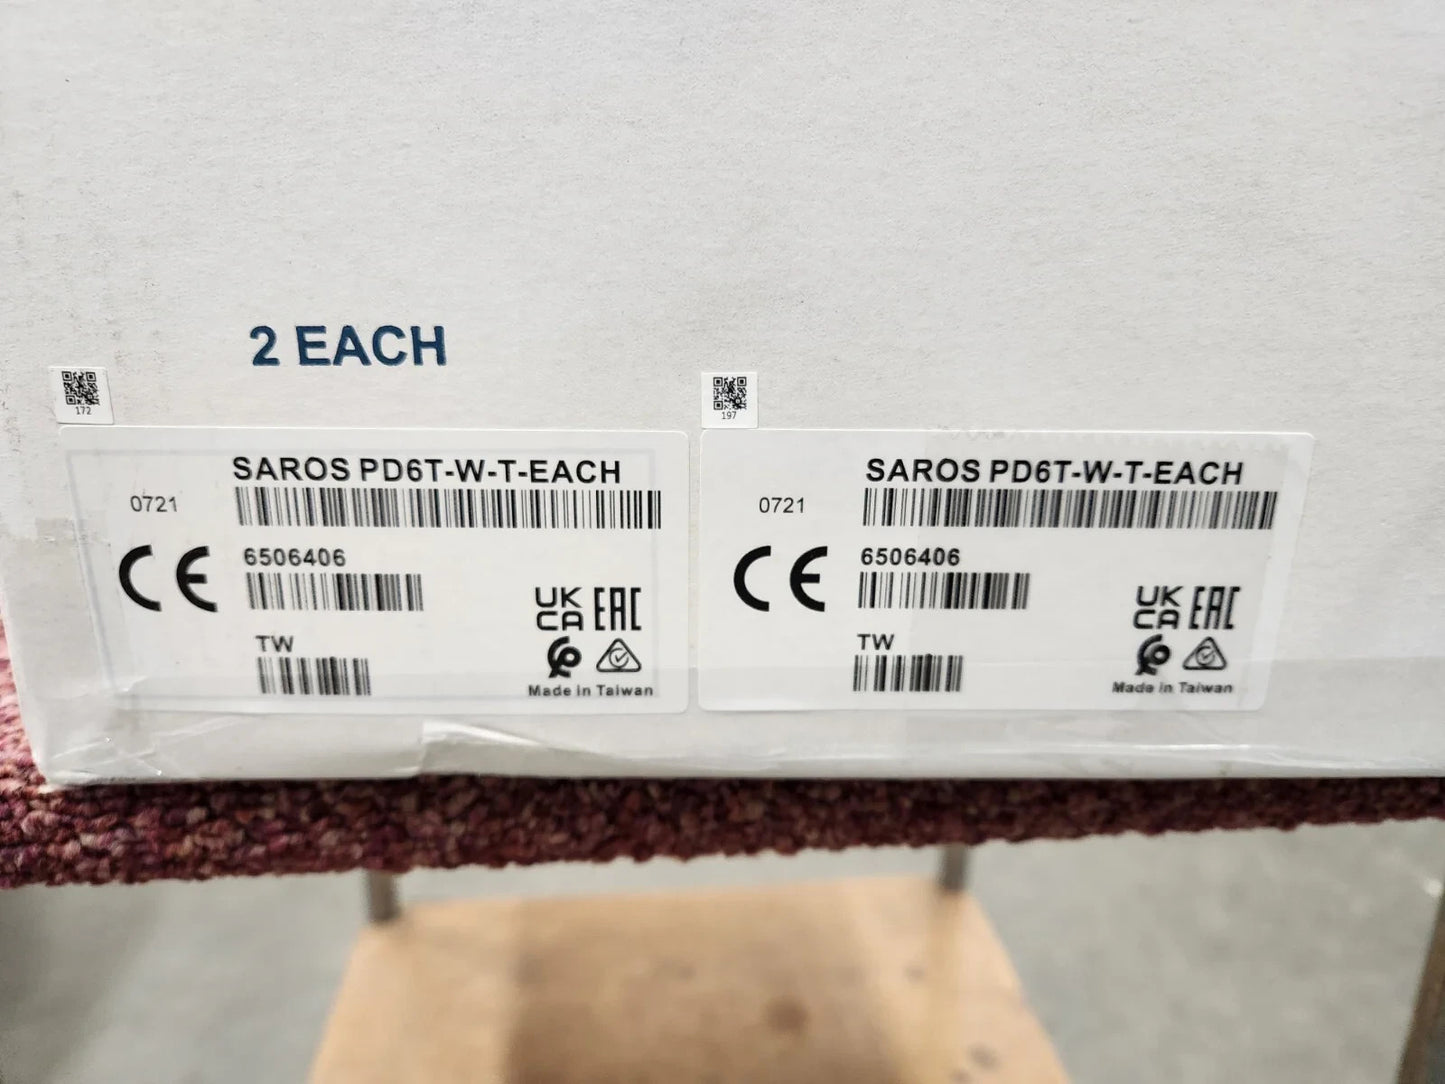 2 EACH
172
SAROS PD6T-W-T-EACH
0721
CE
6506406
UK
CA
EAC
TW
Made in Taiwan
197
SAROS PD6T-W-T-EACH
0721
CE
6506406
UK
CA
EAC
TW
Made in Taiwan